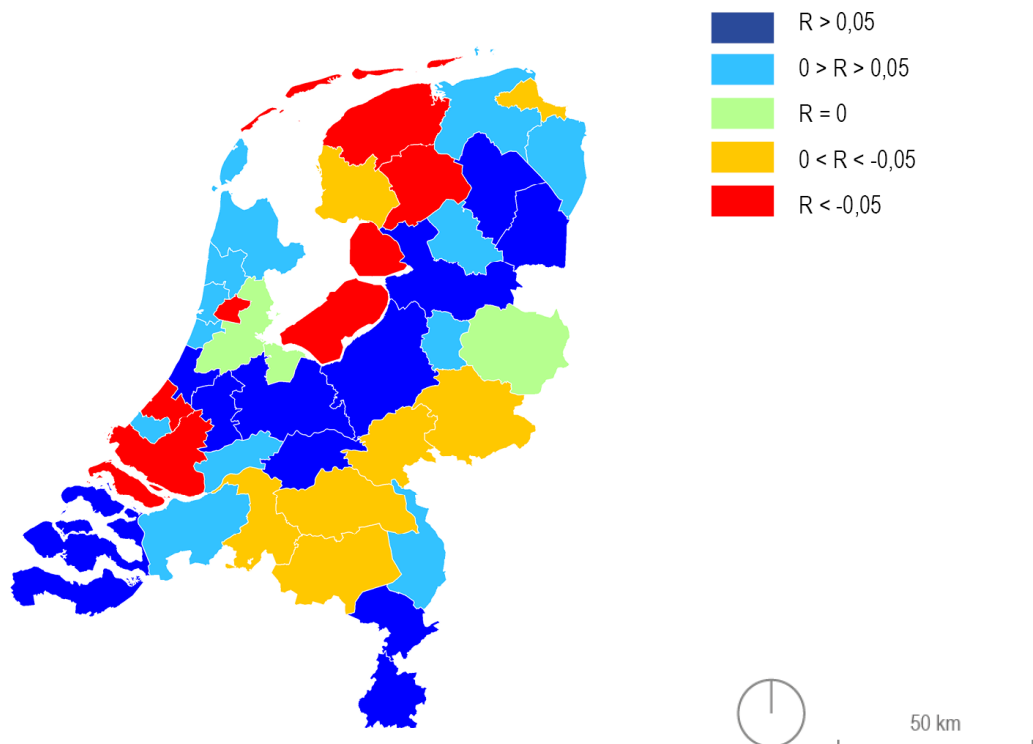 R > 0,05
0 > R > 0,05
R = 0
0 < R < -0,05
R < -0,05
50 km